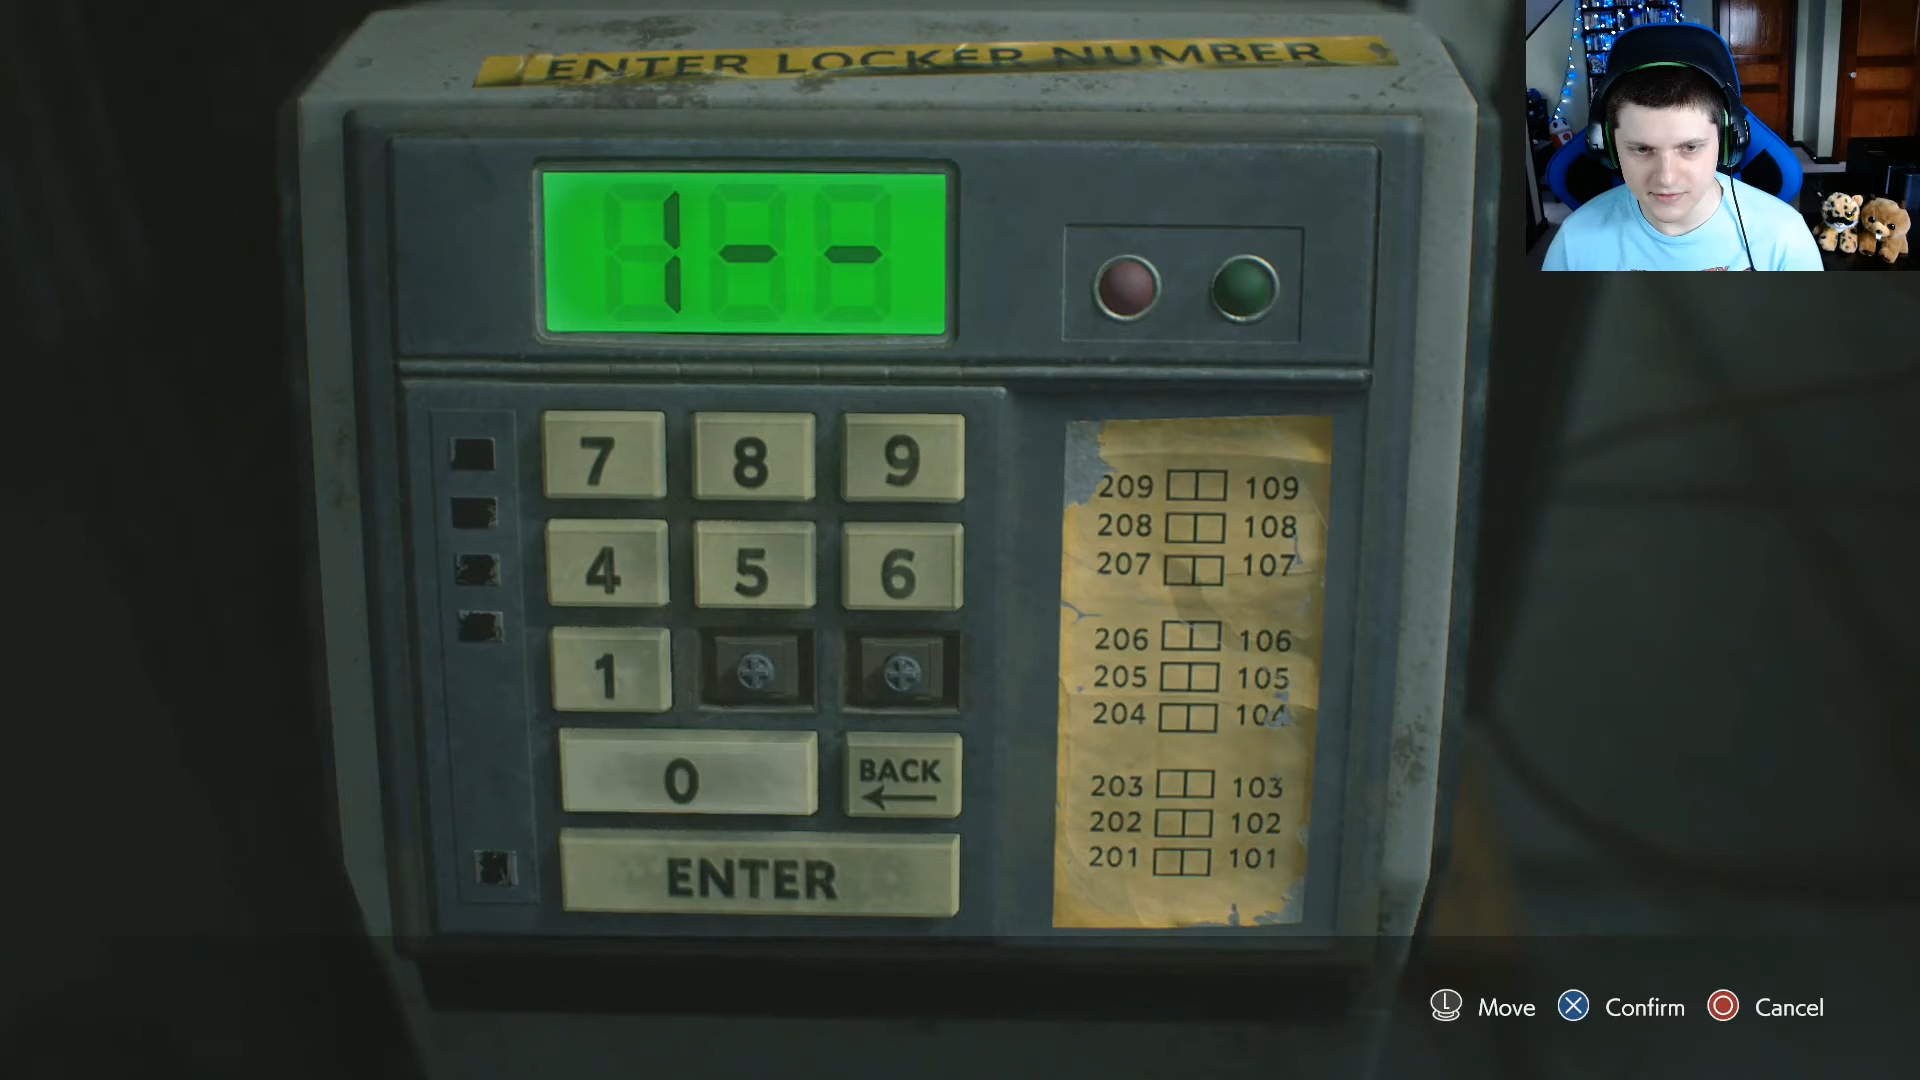 ENTER LOCKER NUMBER
1--
7 8 9
4 5 6
1
0 BACK
ENTER
209 109
208 108
207 107
206 106
205 105
204 104
203 103
202 102
201 101
L Move Confirm Cancel